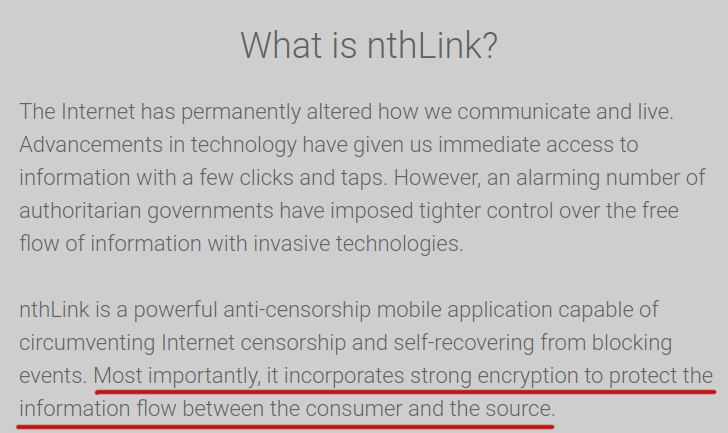 What is nthLink?
The Internet has permanently altered how we communicate and live.
Advancements in technology have given us immediate access to
information with a few clicks and taps. However, an alarming number of
authoritarian governments have imposed tighter control over the free
flow of information with invasive technologies.
nthLink is a powerful anti-censorship mobile application capable of
circumventing Internet censorship and self-recovering from blocking
events. Most importantly, it incorporates strong encryption to protect the
information flow between the consumer and the source.